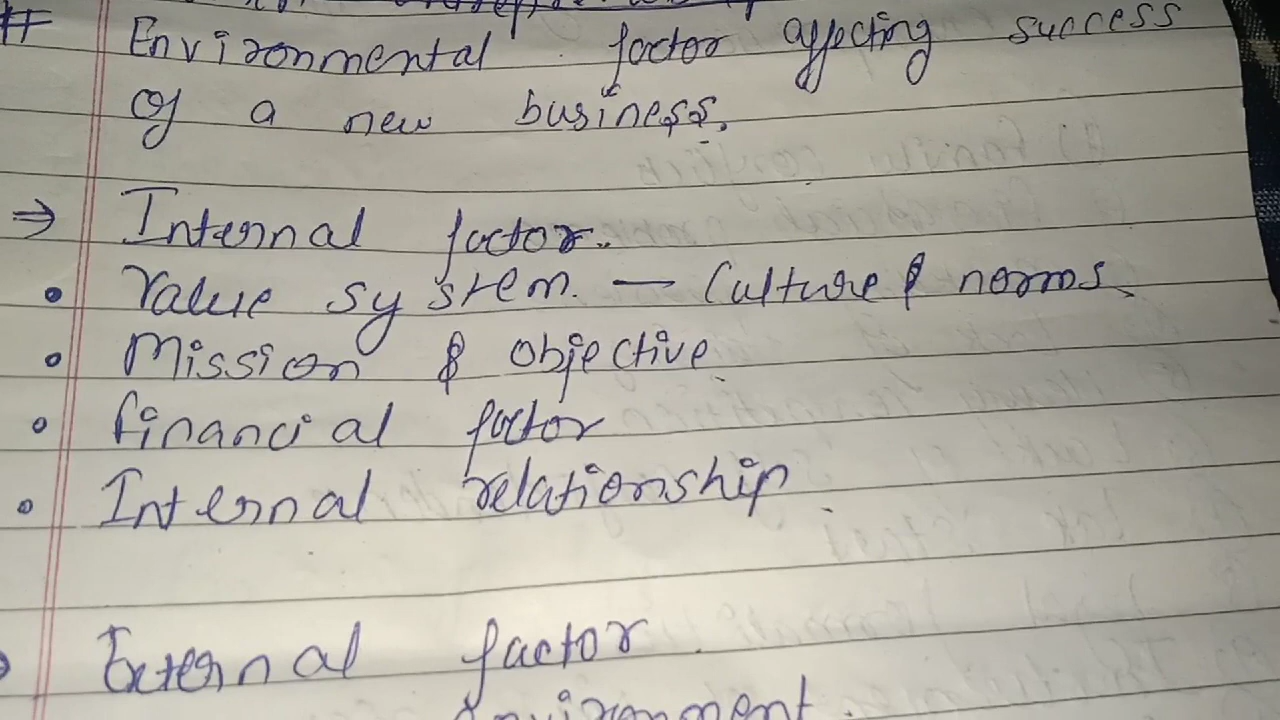 # Environmental factor affecting success
of a new business.
⇒ Internal factor.
• Value system. — Culture & norms.
• Mission & objective
• financial factor
• Internal relationship
External factor
environment.